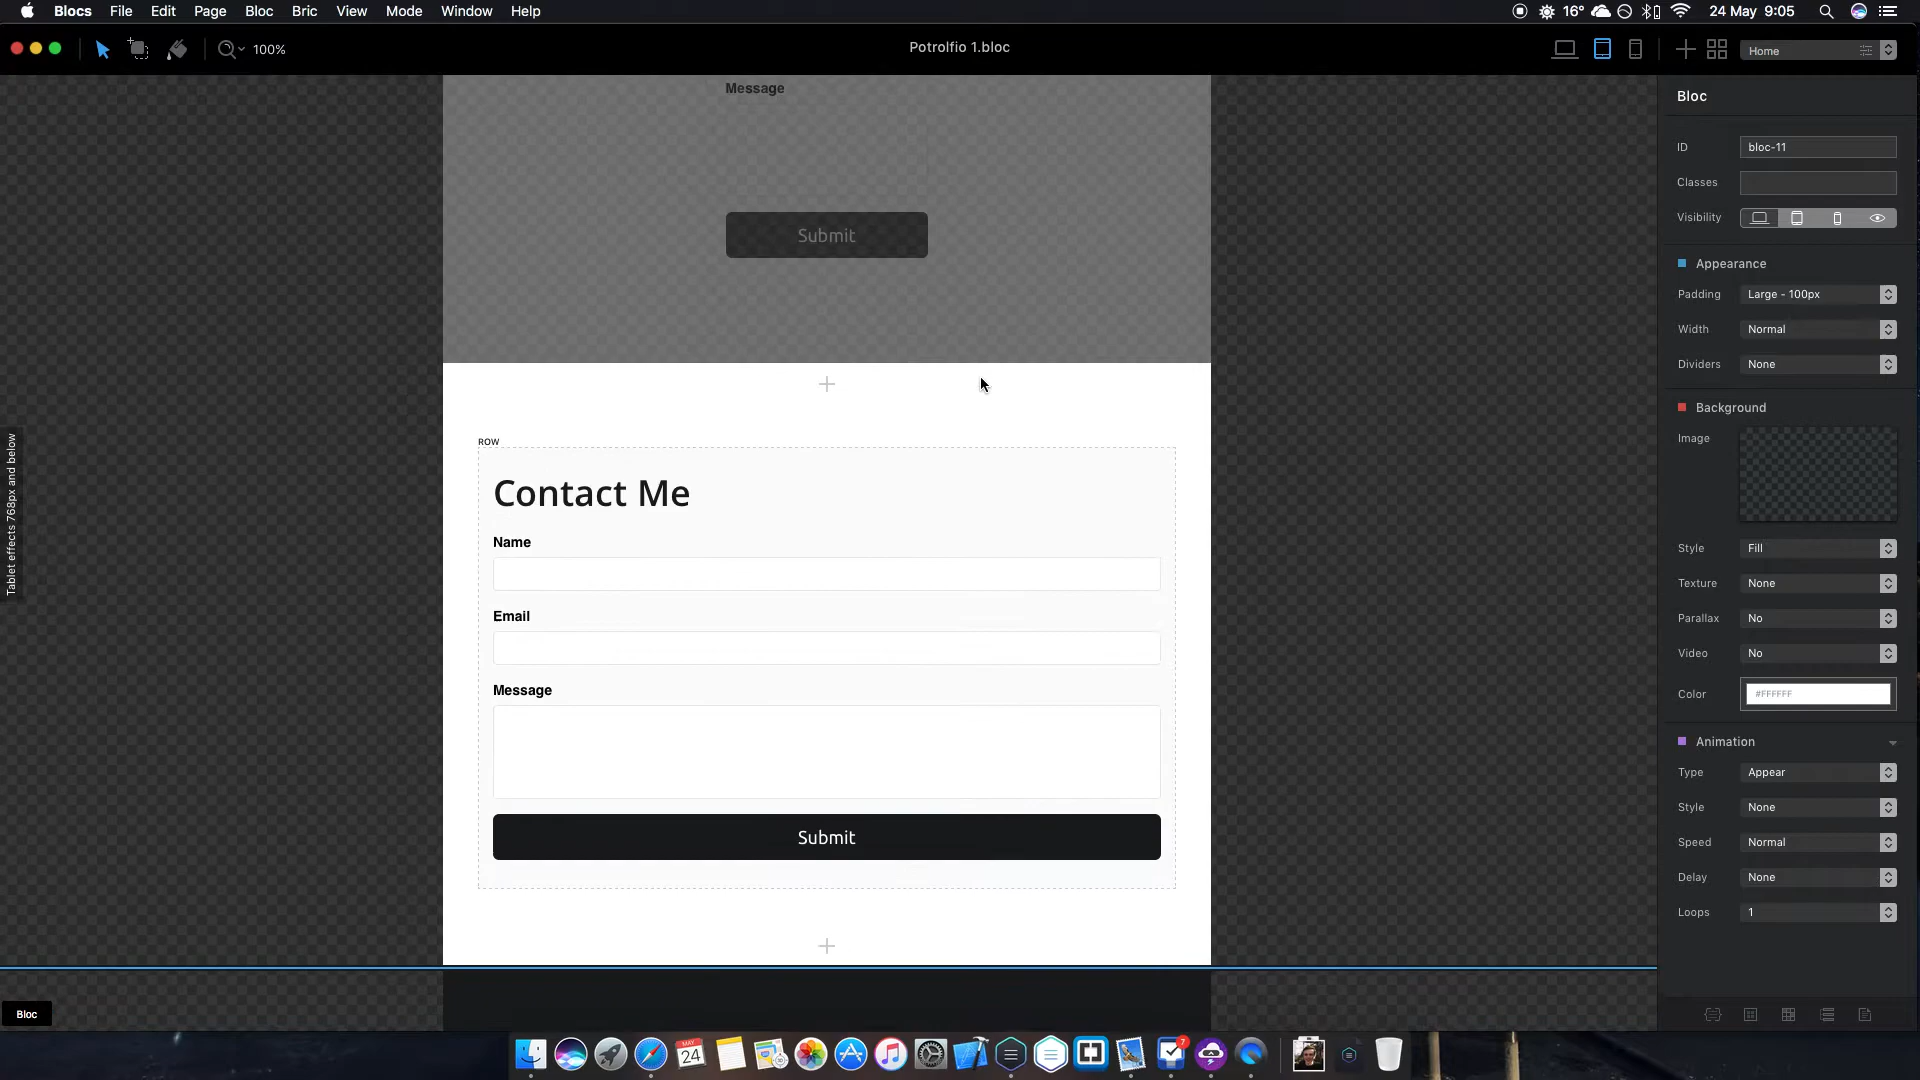 Blocs File Edit Page Bloc Bric View Mode Window Help 16° 24 May 9:05
100% Potrolfio 1.bloc Home
Message
Submit
ROW
Contact Me
Name
Email
Message
Submit
Tablet effects 768px and below
Bloc
Bloc
ID bloc-11
Classes
Visibility
Appearance
Padding Large - 100px
Width Normal
Dividers None
Background
Image
Style Fill
Texture None
Parallax No
Video No
Color #FFFFFF
Animation
Type Appear
Style None
Speed Normal
Delay None
Loops 1
MAY
24
7